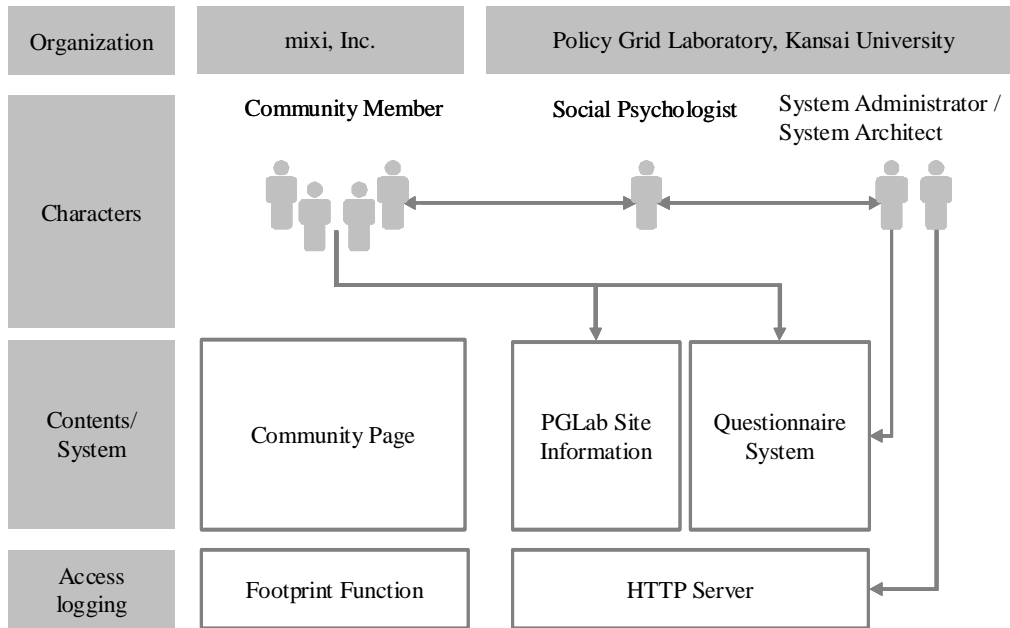 Organization
mixi, Inc.
Policy Grid Laboratory, Kansai University
Characters
Community Member
Social Psychologist
System Administrator /
System Architect
Contents/
System
Community Page
PGLab Site
Information
Questionnaire
System
Access
logging
Footprint Function
HTTP Server